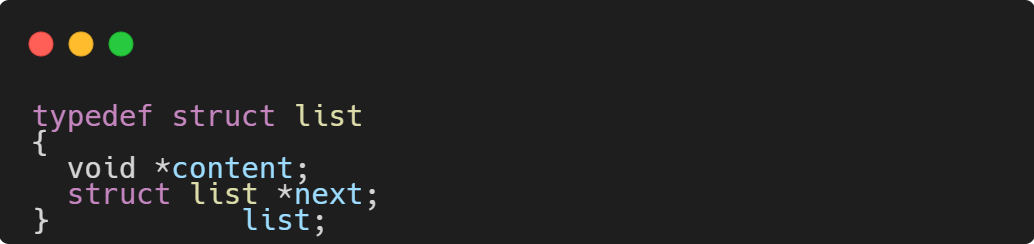 typedef struct list
{
  void *content;
  struct list *next;
}           list;